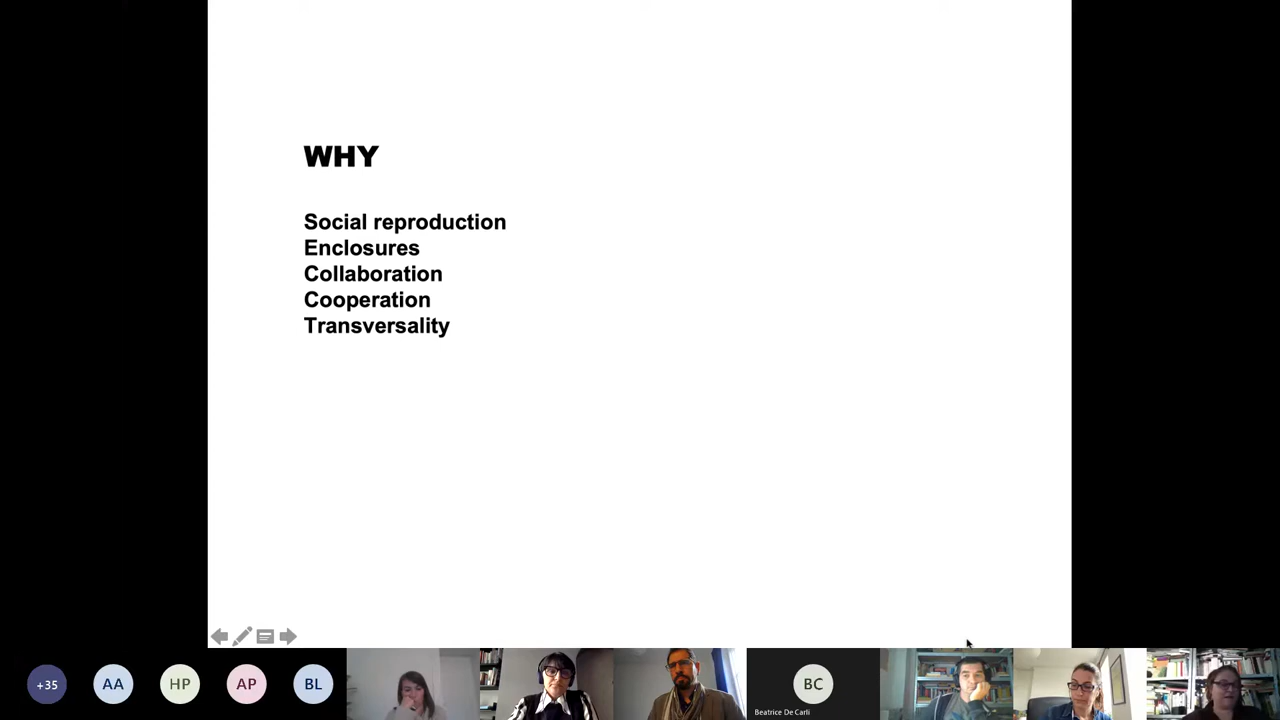 WHY
Social reproduction
Enclosures
Collaboration
Cooperation
Transversality
+35
AA
HP
AP
BL
BC
Beatrice De Carli